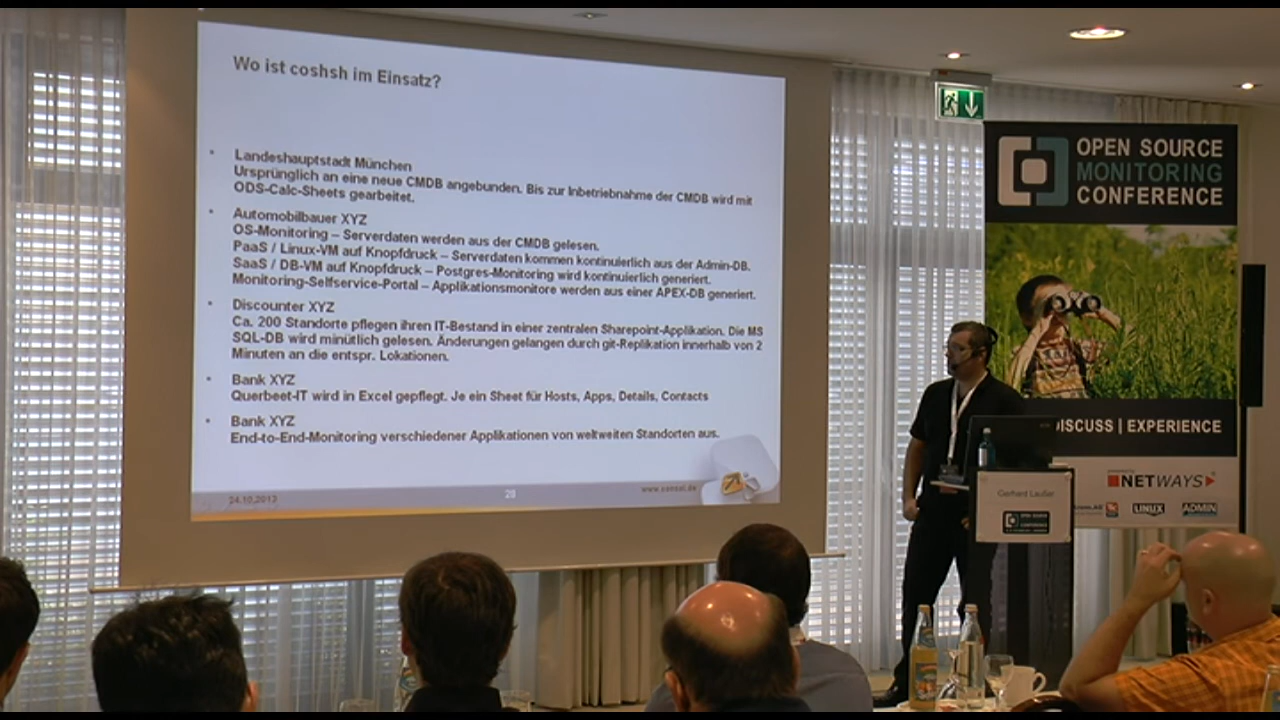 Wo ist coshsh im Einsatz?
Landeshauptstadt München
Ursprünglich an eine neue CMDB angebunden. Bis zur Inbetriebnahme der CMDB wird mit
ODS-Calc-Sheets gearbeitet.
Automobilbauer XYZ
OS-Monitoring – Serverdaten werden aus der CMDB gelesen.
PaaS / Linux-VM auf Knopfdruck – Serverdaten kommen kontinuierlich aus der Admin-DB.
SaaS / DB-VM auf Knopfdruck – Postgres-Monitoring wird kontinuierlich generiert.
Monitoring-Selfservice-Portal – Applikationsmonitore werden aus einer APEX-DB generiert.
Discounter XYZ
Ca. 200 Standorte pflegen ihren IT-Bestand in einer zentralen Sharepoint-Applikation. Die MS
SQL-DB wird minütlich gelesen. Änderungen gelangen durch git-Replikation innerhalb von 2
Minuten an die entspr. Lokationen.
Bank XYZ
Querbeet-IT wird in Excel gepflegt. Je ein Sheet für Hosts, Apps, Details, Contacts
Bank XYZ
End-to-End-Monitoring verschiedener Applikationen von weltweiten Standorten aus.
24.10.2013
20
www.consol.de
OPEN SOURCE
MONITORING
CONFERENCE
DISCUSS | EXPERIENCE
NETWAYS
LINUX
ADMIN
Gerhard Laußer
OPEN SOURCE
CONFERENCE